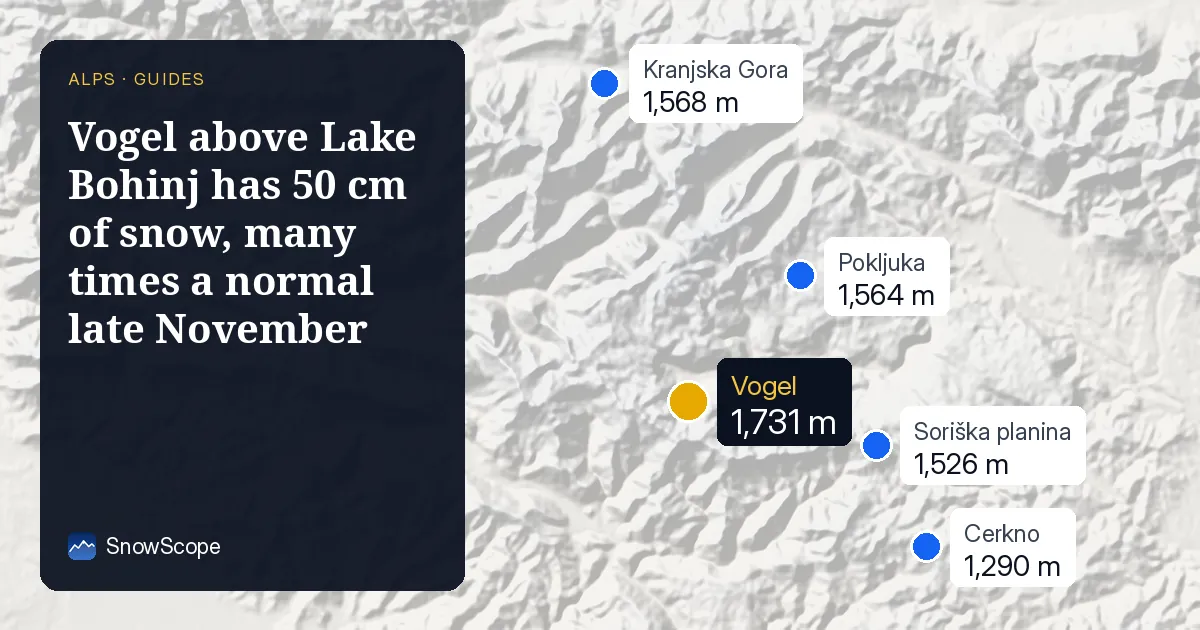 ALPS · GUIDES
Vogel above Lake
Bohinj has 50 cm
of snow, many
times a normal
late November
SnowScope
Kranjska Gora
1,568 m
Pokljuka
1,564 m
Vogel
1,731 m
Soriška planina
1,526 m
Cerkno
1,290 m